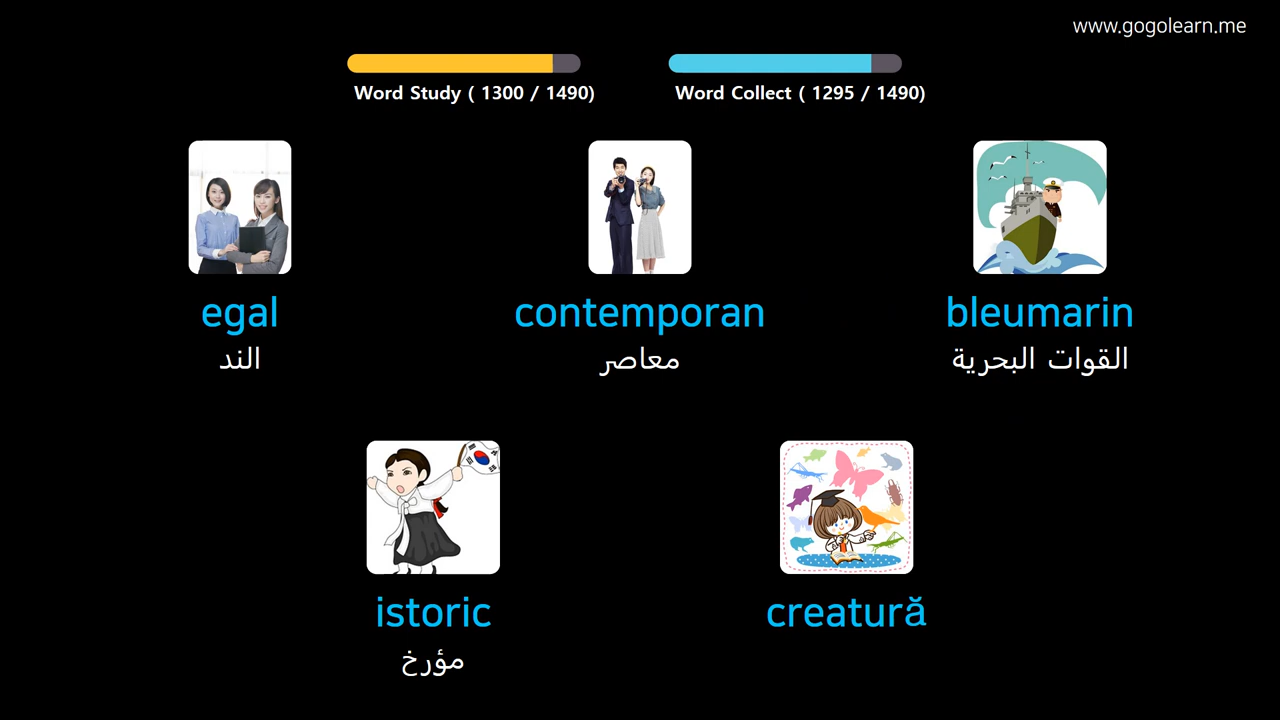 www.gogolearn.me
Word Study ( 1300 / 1490)
Word Collect ( 1295 / 1490)
egal
الند
contemporan
معاصر
bleumarin
القوات البحرية
istoric
مؤرخ
creatură